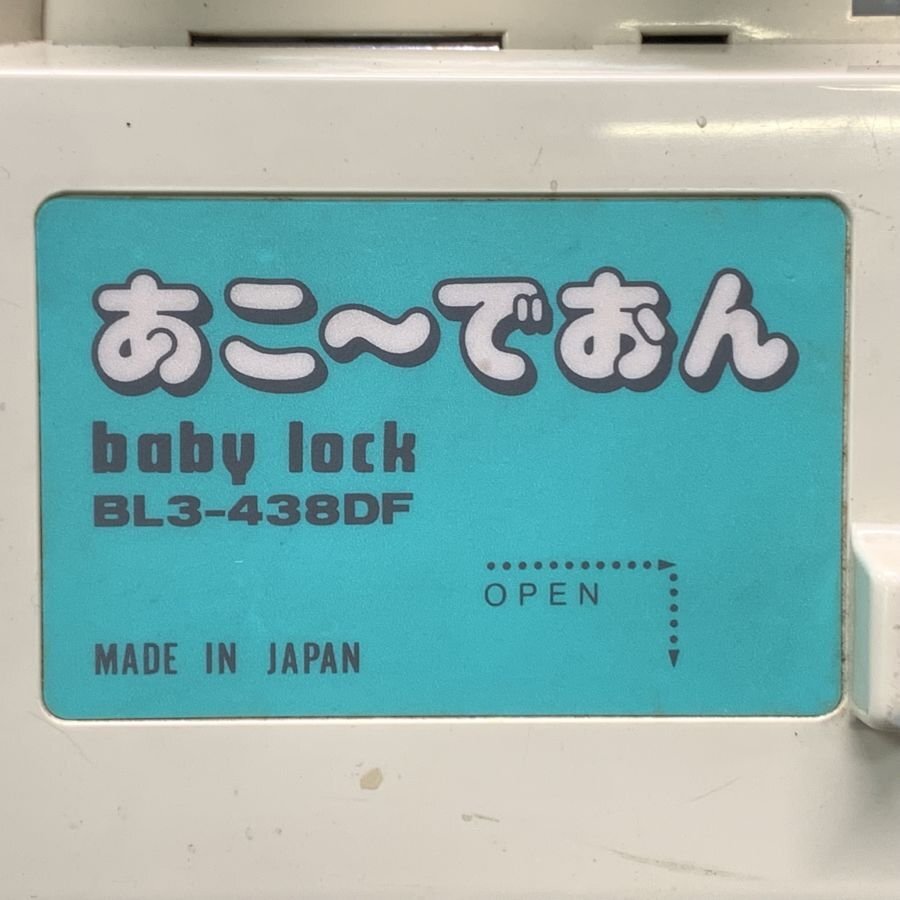 あこ〜でおん
baby lock
BL3-438DF
OPEN
MADE IN JAPAN